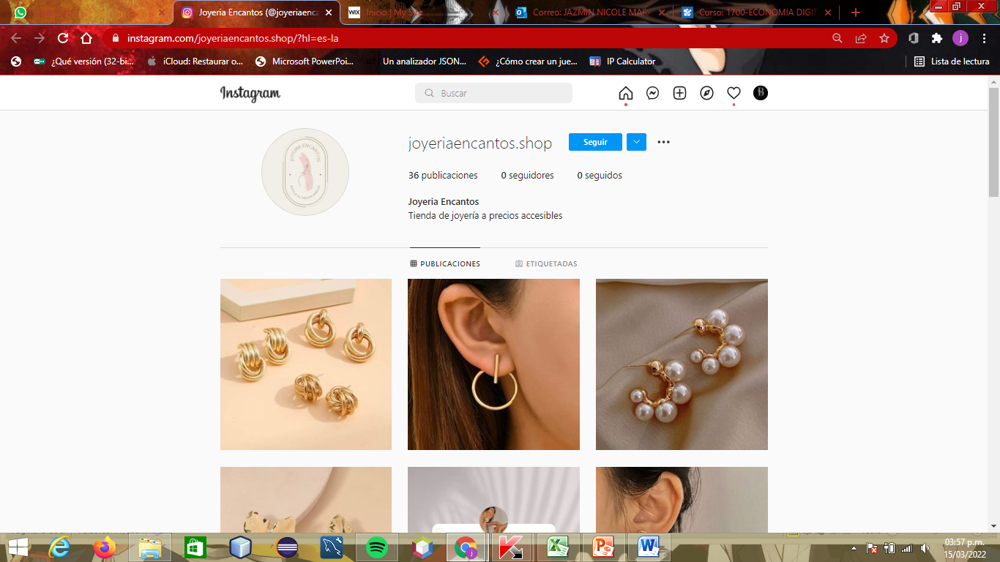 Joyeria Encantos (@joyeriaenca
WIX Inicio | My Site
Correo: JAZMIN NICOLE MAR
Curso: 1700-ECONOMIA DIGIT
instagram.com/joyeriaencantos.shop/?hl=es-la
j
¿Qué versión (32-bi...
iCloud: Restaurar o...
Microsoft PowerPoi...
Un analizador JSON...
¿Cómo crear un jue...
IP Calculator
Lista de lectura
Instagram
Buscar
JOYERIA ENCANTOS
joyeriaencantos.shop
Seguir
36 publicaciones 0 seguidores 0 seguidos
Joyeria Encantos
Tienda de joyería a precios accesibles
PUBLICACIONES
ETIQUETADAS
03:57 p.m.
15/03/2022